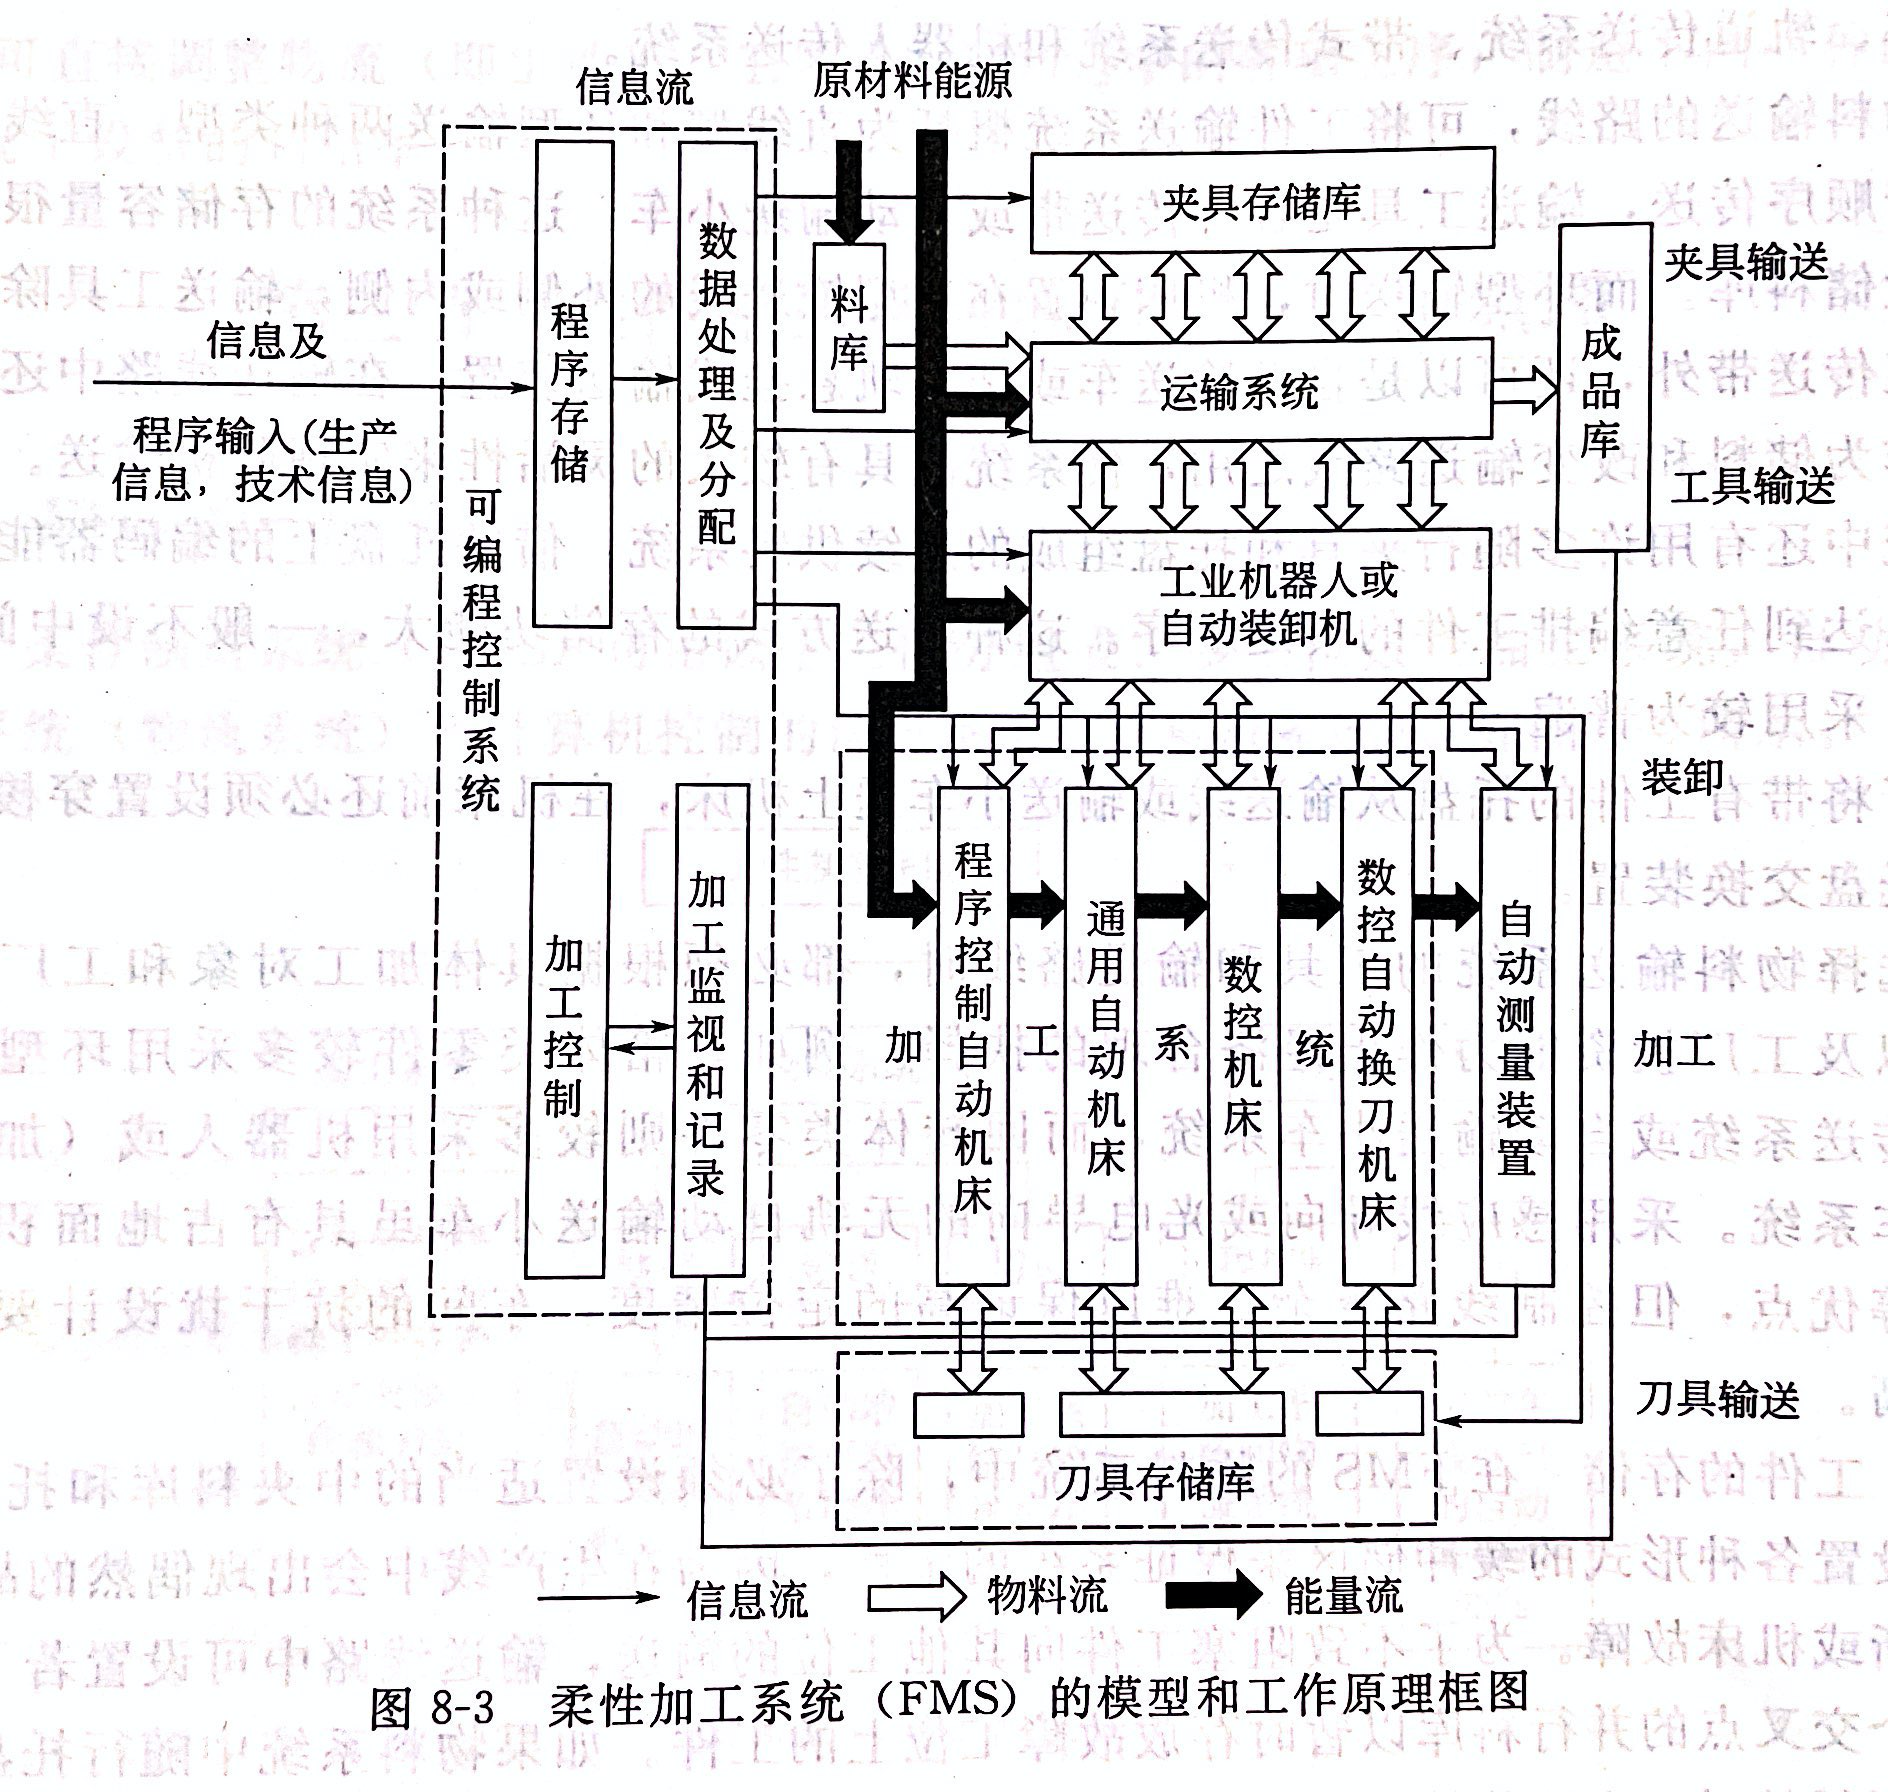 信息流
原材料能源
信息及
程序输入(生产
信息，技术信息)
可编程控制系统
程序存储
数据处理及分配
料库
夹具存储库
运输系统
工业机器人或
自动装卸机
成品库
夹具输送
工具输送
装卸
加工
刀具输送
加工控制
加工监视和记录
加工系统
程序控制自动机床
通用自动机床
数控机床
数控自动换刀机床
自动测量装置
刀具存储库
信息流
物料流
能量流
图 8-3 柔性加工系统（FMS）的模型和工作原理框图